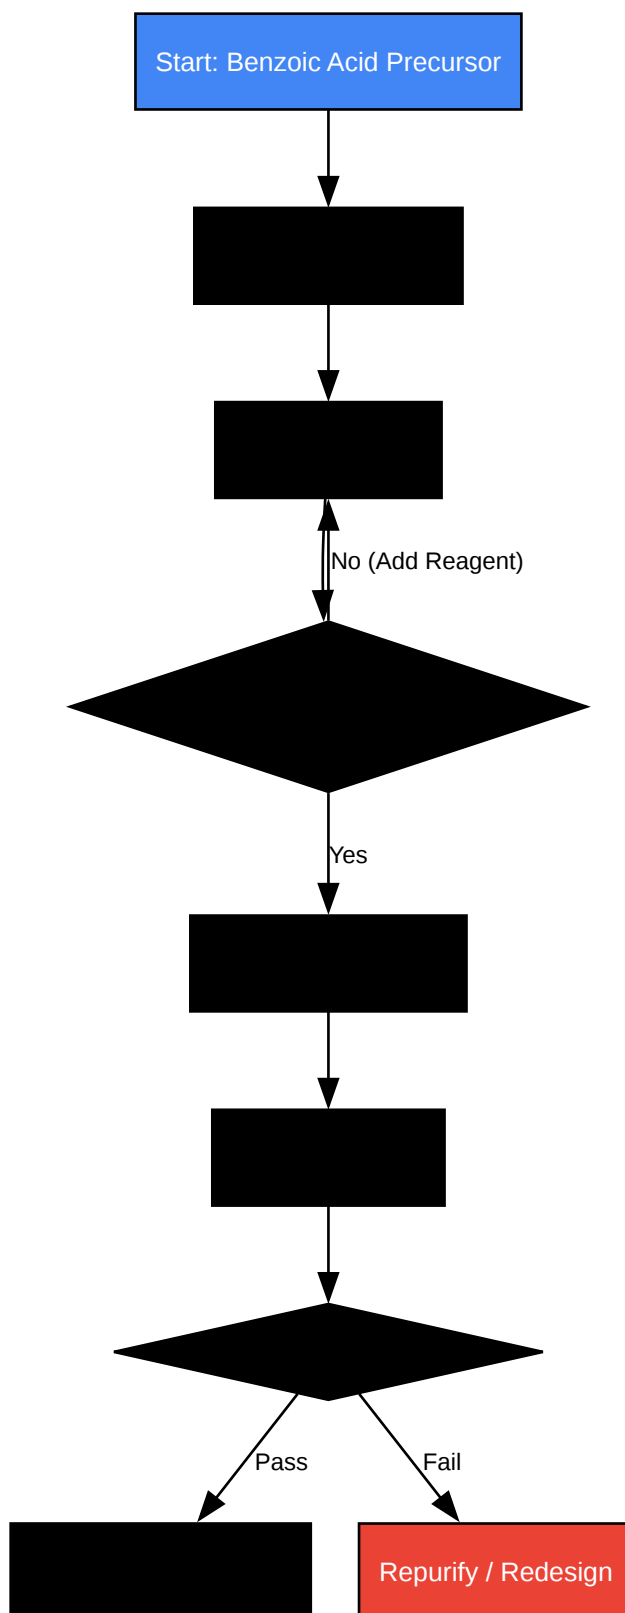 Start: Benzoic Acid Precursor
No (Add Reagent)
Yes
Pass
Fail
Repurify / Redesign